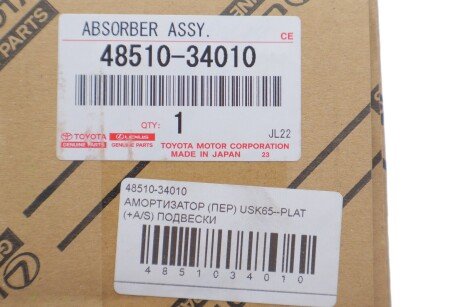 ABSORBER ASSY.
CE
48510-34010
QTY: 1
JL22
TOYOTA LEXUS
GENUINE PARTS GENUINE PARTS
TOYOTA MOTOR CORPORATION
MADE IN JAPAN 23
48510-34010
АМОРТИЗАТОР (ПЕР) USK65--PLAT
(+A/S) ПОДВЕСКИ
4851034010
PARTS